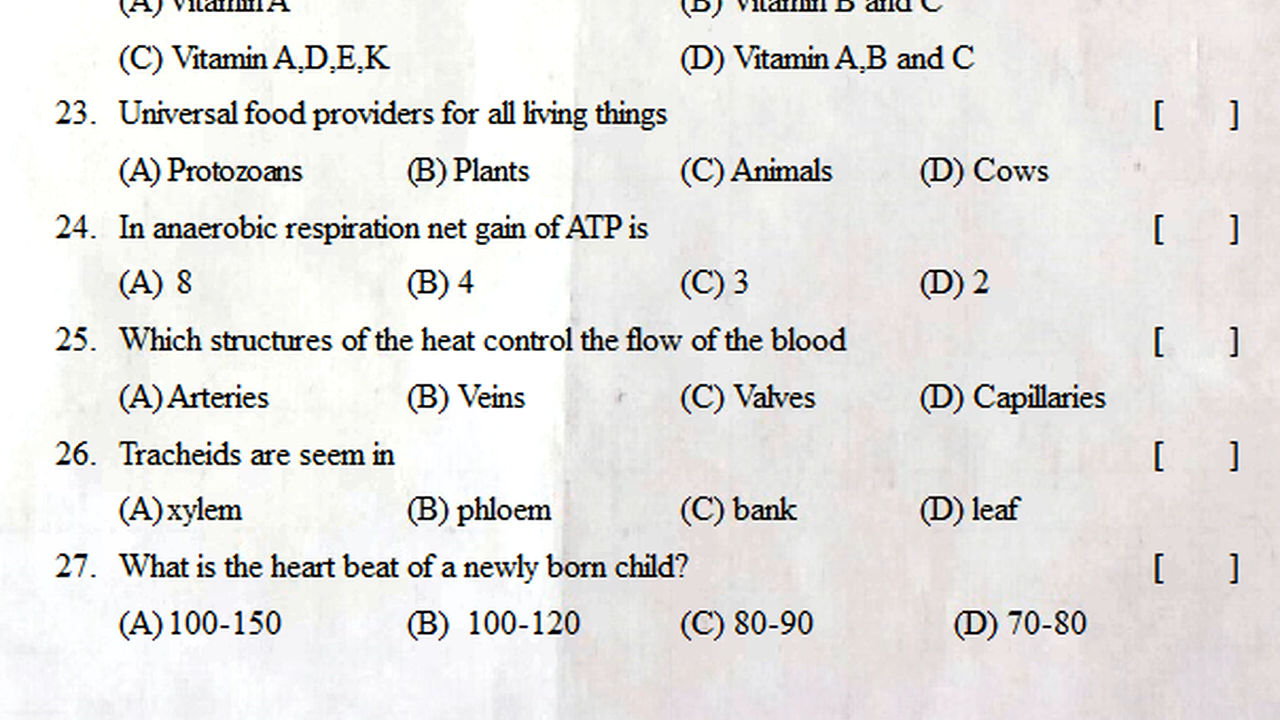 (A) Vitamin A (B) Vitamin B and C
(C) Vitamin A,D,E,K (D) Vitamin A,B and C
23. Universal food providers for all living things [ ]
(A) Protozoans (B) Plants (C) Animals (D) Cows
24. In anaerobic respiration net gain of ATP is [ ]
(A) 8 (B) 4 (C) 3 (D) 2
25. Which structures of the heat control the flow of the blood [ ]
(A) Arteries (B) Veins (C) Valves (D) Capillaries
26. Tracheids are seem in [ ]
(A) xylem (B) phloem (C) bank (D) leaf
27. What is the heart beat of a newly born child? [ ]
(A) 100-150 (B) 100-120 (C) 80-90 (D) 70-80